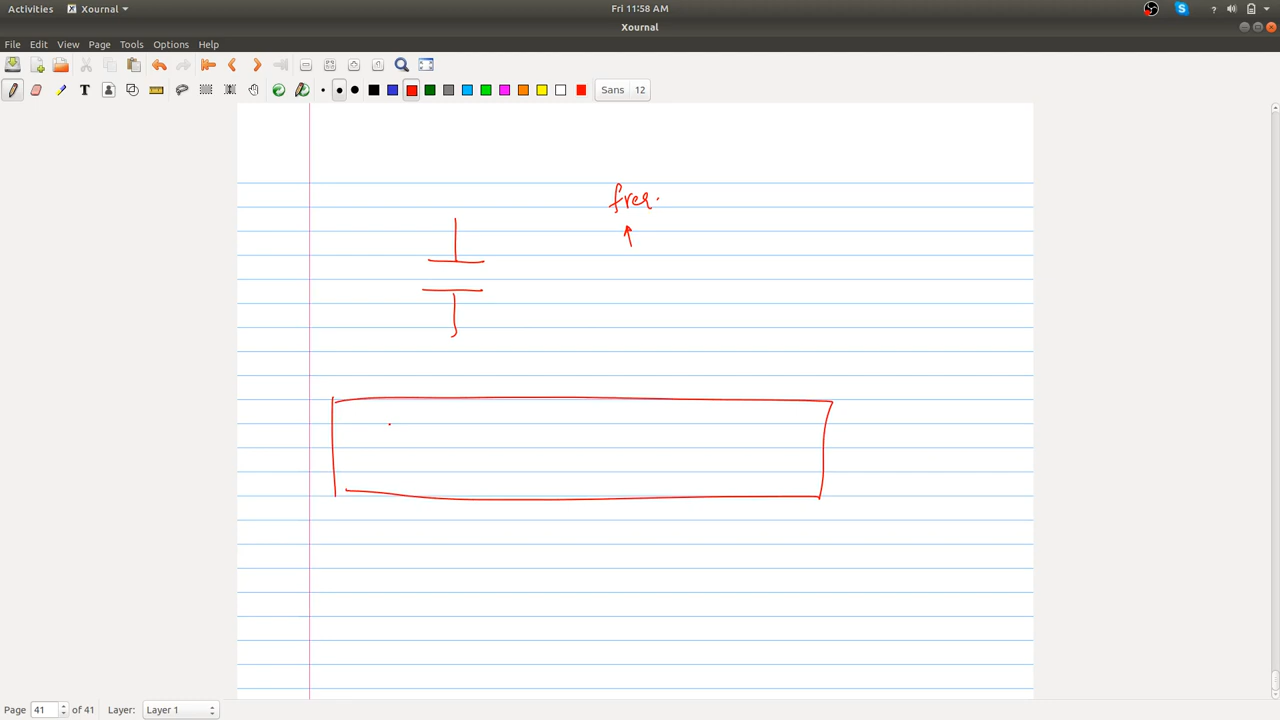 Activities Xournal Fri 11:58 AM ?
Xournal
File Edit View Page Tools Options Help
T Sans 12
freq.
Page 41 of 41 Layer: Layer 1